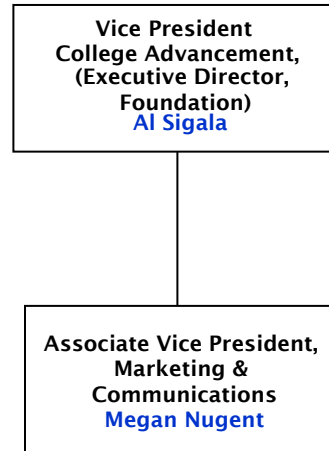 Vice President
College Advancement,
(Executive Director,
Foundation)
Al Sigala
Associate Vice President,
Marketing &
Communications
Megan Nugent